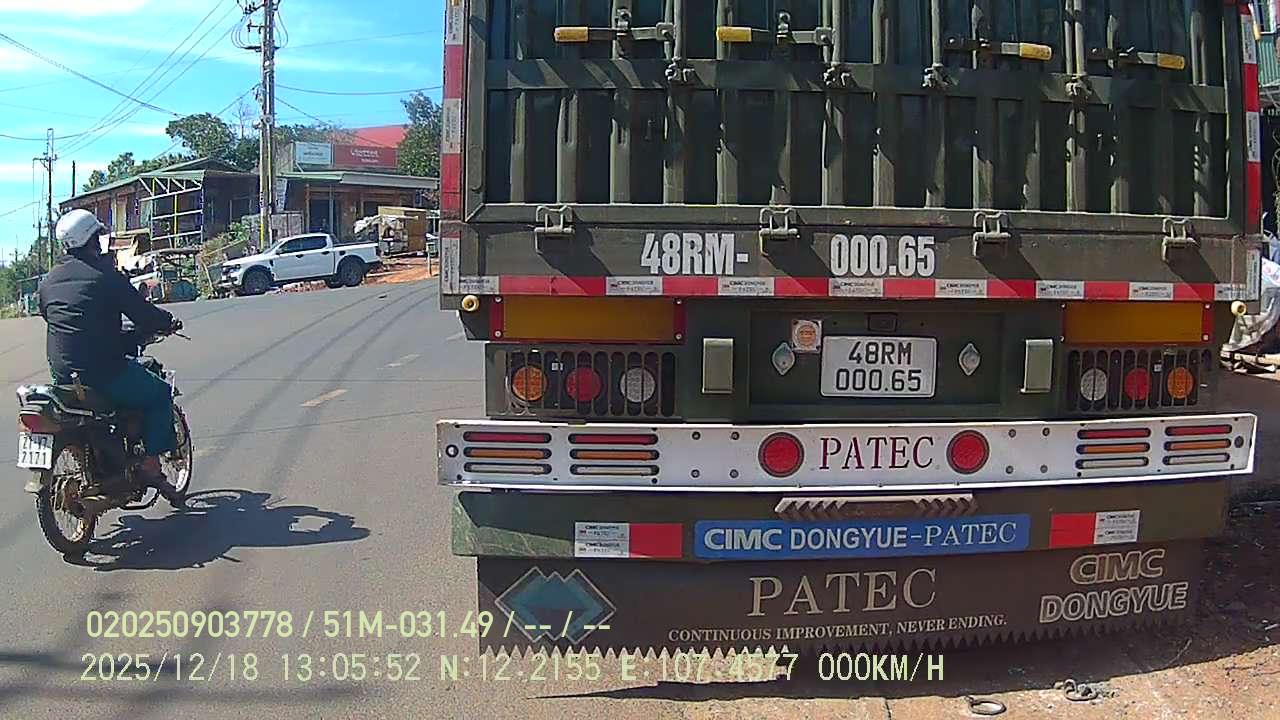 48RM- 000.65
48RM
000.65
7171
PATEC
CIMC DONGYUE-PATEC
PATEC
CIMC
DONGYUE
CONTINUOUS IMPROVEMENT, NEVER ENDING.
020250903778 / 51M-031.49 / -- / --
2025/12/18 13:05:52 N:12.2155 E:107.4577 000KM/H